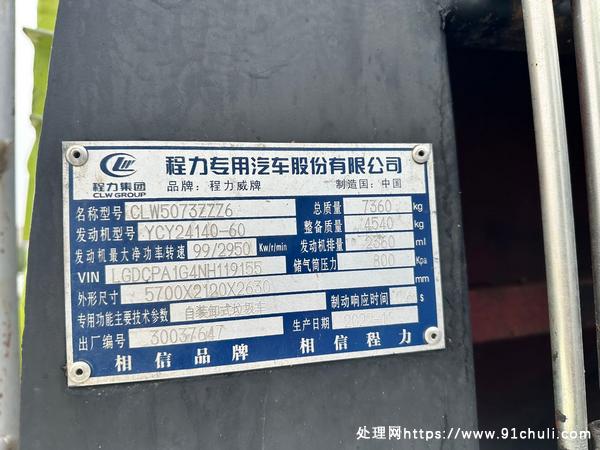 CLW
程力集团
CLW GROUP
程力专用汽车股份有限公司
品牌：程力威牌 制造国：中国
名称型号 CLW5073ZZZ6 总质量 7360 kg
发动机型号 YCY24140-60 整备质量 4540 kg
发动机最大净功率/转速 99/2950 Kw/r/min 发动机排量 2360 ml
VIN LGDCPA1G4NH119155 储气筒压力 800 Kpa
外形尺寸 5700X2120X2630 制动响应时间 s
专用功能主要技术参数 自装卸式垃圾车
出厂编号 30037647 生产日期
相信品牌 相信程力
处理网https://www.91chuli.com/